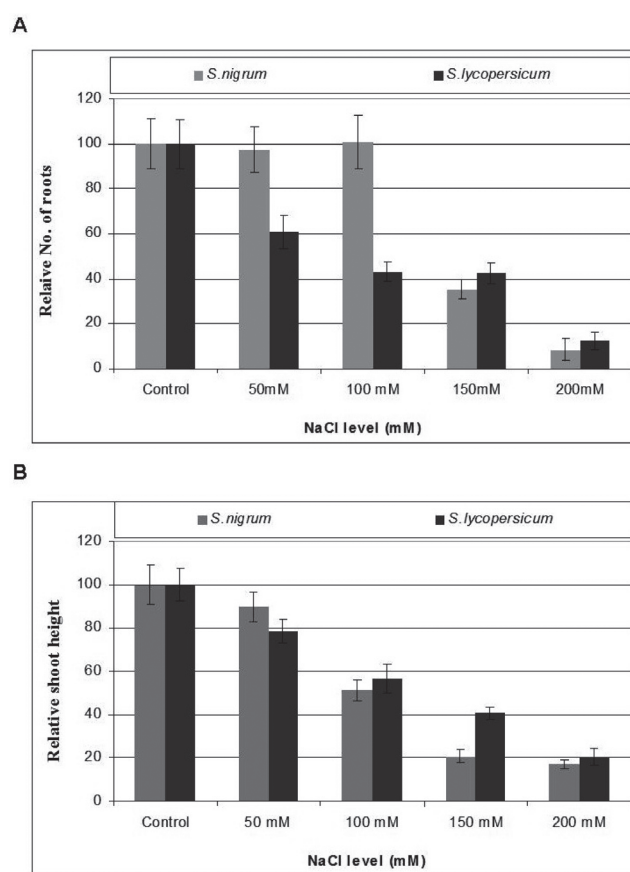 A
S.nigrum S.lycopersicum
120
100
80
60
40
20
0
Relaive No. of roots
Control 50mM 100 mM 150mM 200mM
NaCl level (mM)
B
S.nigrum S.lycopersicum
120
100
80
60
40
20
0
Relative shoot height
Control 50 mM 100 mM 150 mM 200 mM
NaCl level (mM)